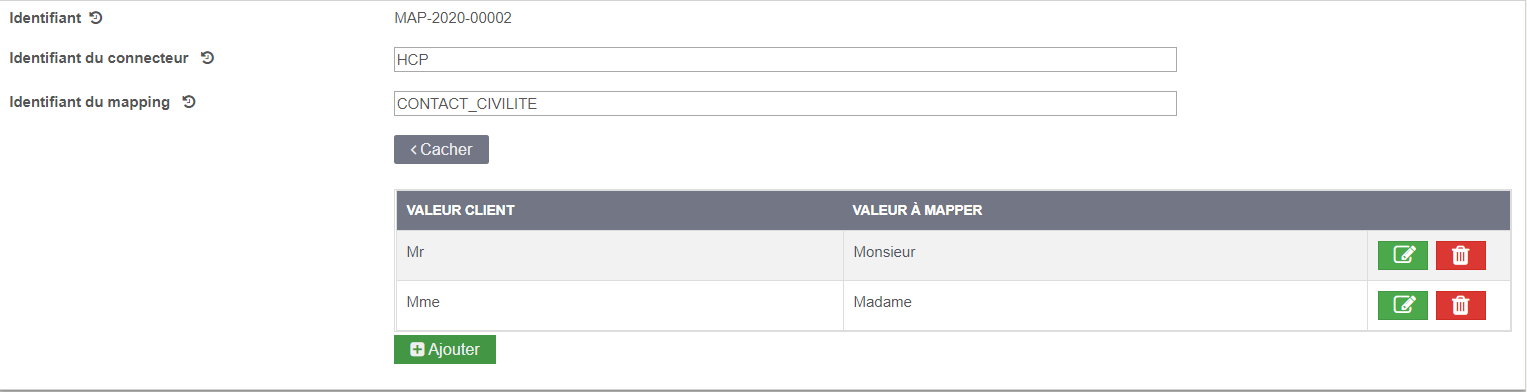 Identifiant MAP-2020-00002
Identifiant du connecteur HCP
Identifiant du mapping CONTACT_CIVILITE
Cacher
VALEUR CLIENT VALEUR À MAPPER
Mr Monsieur
Mme Madame
Ajouter